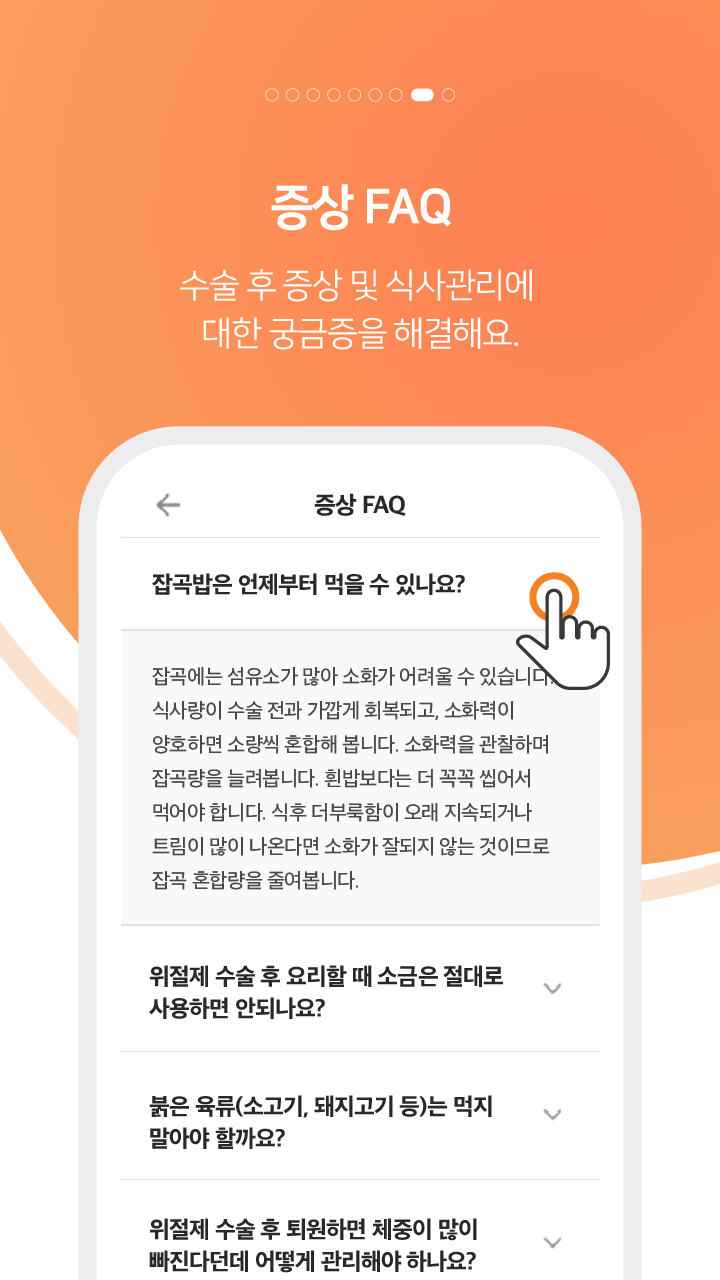 증상 FAQ
수술 후 증상 및 식사관리에
대한 궁금증을 해결해요.
증상 FAQ
잡곡밥은 언제부터 먹을 수 있나요?
잡곡에는 섬유소가 많아 소화가 어려울 수 있습니다.
식사량이 수술 전과 가깝게 회복되고, 소화력이
양호하면 소량씩 혼합해 봅니다. 소화력을 관찰하며
잡곡량을 늘려봅니다. 흰밥보다는 더 꼭꼭 씹어서
먹어야 합니다. 식후 더부룩함이 오래 지속되거나
트림이 많이 나온다면 소화가 잘되지 않는 것이므로
잡곡 혼합량을 줄여봅니다.
위절제 수술 후 요리할 때 소금은 절대로
사용하면 안되나요?
붉은 육류(소고기, 돼지고기 등)는 먹지
말아야 할까요?
위절제 수술 후 퇴원하면 체중이 많이
빠진다던데 어떻게 관리해야 하나요?